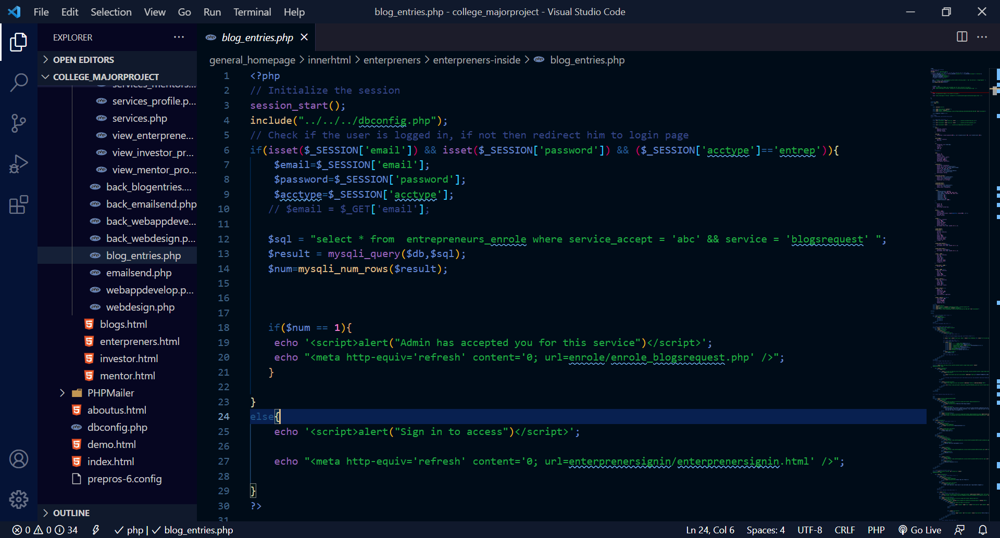 File Edit Selection View Go Run Terminal Help
blog_entries.php - college_majorproject - Visual Studio Code
EXPLORER
OPEN EDITORS
COLLEGE_MAJORPROJECT
services_mentors...
services_profile.p...
services.php
view_enterprene...
view_investor_pr...
view_mentor_pro...
back_blogentries....
back_emailsend.php
back_webappdeve...
back_webdesign.p...
blog_entries.php
emailsend.php
webappdevelop.p...
webdesign.php
blogs.html
enterpreners.html
investor.html
mentor.html
PHPMailer
aboutus.html
dbconfig.php
demo.html
index.html
prepros-6.config
OUTLINE
blog_entries.php
general_homepage > innerhtml > enterpreners > enterpreners-inside > blog_entries.php
1 <?php
2 // Initialize the session
3 session_start();
4 include("../../../dbconfig.php");
5 // Check if the user is logged in, if not then redirect him to login page
6 if(isset($_SESSION['email']) && isset($_SESSION['password']) && ($_SESSION['acctype']=='entrep')){
7 $email=$_SESSION['email'];
8 $password=$_SESSION['password'];
9 $acctype=$_SESSION['acctype'];
10 // $email = $_GET['email'];
11
12 $sql = "select * from  entrepreneurs_enrole where service_accept = 'abc' && service = 'blogsrequest' ";
13 $result = mysqli_query($db,$sql);
14 $num=mysqli_num_rows($result);
15
16
17
18 if($num == 1){
19 echo '<script>alert("Admin has accepted you for this service")</script>';
20 echo "<meta http-equiv='refresh' content='0; url=enrole/enrole_blogsrequest.php' />";
21 }
22
23 }
24 else{
25 echo '<script>alert("Sign in to access")</script>';
26
27 echo "<meta http-equiv='refresh' content='0; url=enterprenersignin/enterprenersignin.html' />";
28
29 }
30 ?>
31
0 0 34 php | blog_entries.php
Ln 24, Col 6 Spaces: 4 UTF-8 CRLF PHP Go Live